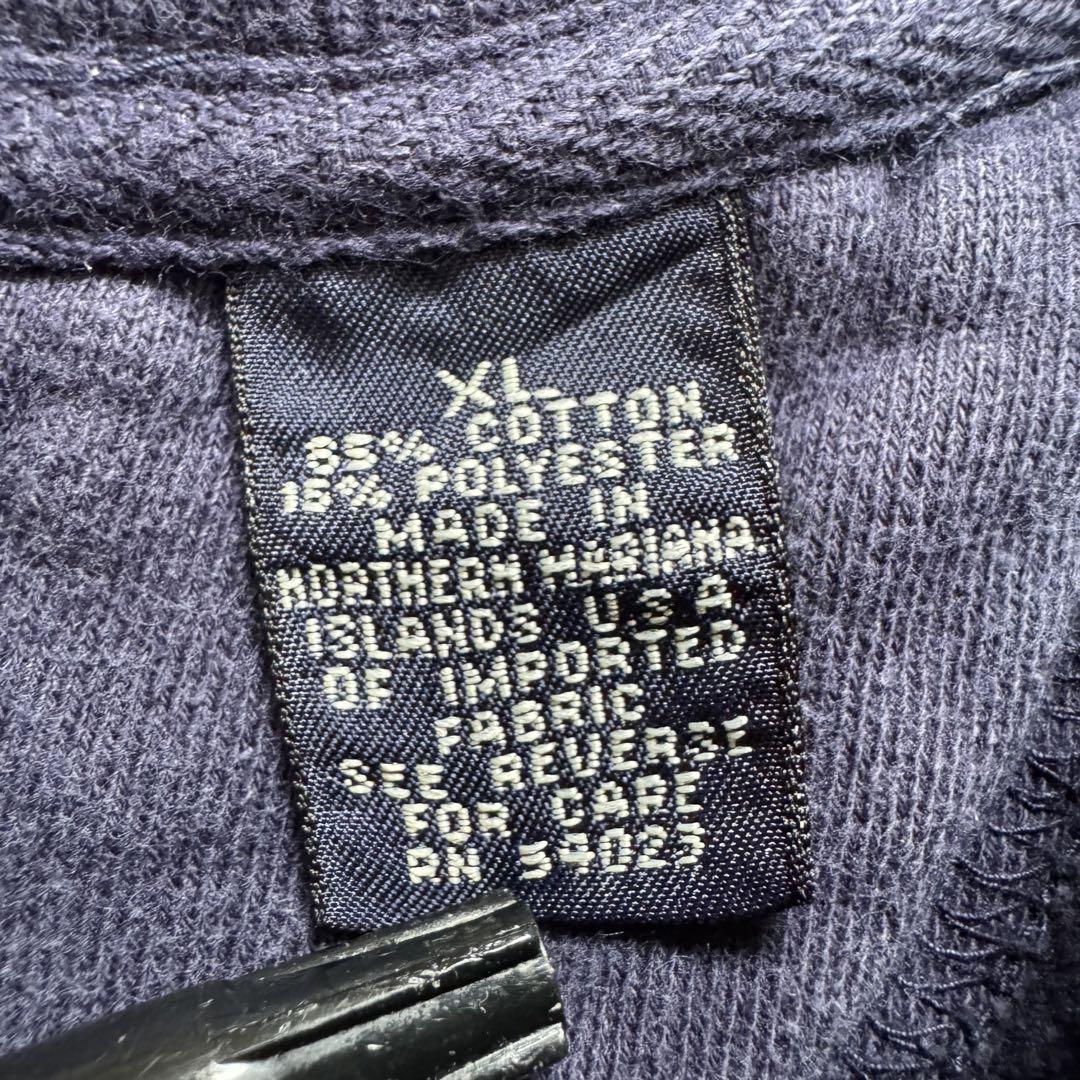 XL
85% COTTON
15% POLYESTER
MADE IN
NORTHERN MARIANA
ISLANDS U.S.A
OF IMPORTED
FABRIC
SEE REVERSE
FOR CARE
RN 54023